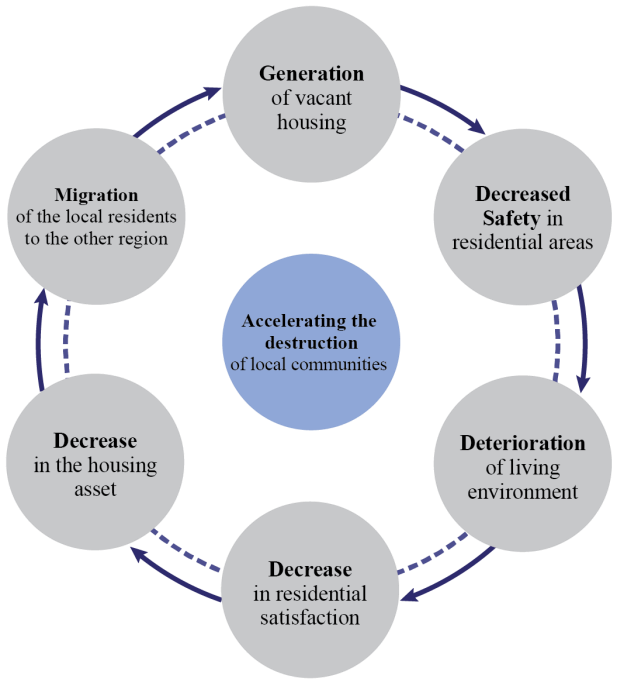 Generation
of vacant
housing
Decreased
Safety in
residential areas
Deterioration
of living
environment
Decrease
in residential
satisfaction
Decrease
in the housing
asset
Migration
of the local residents
to the other region
Accelerating the
destruction
of local communities